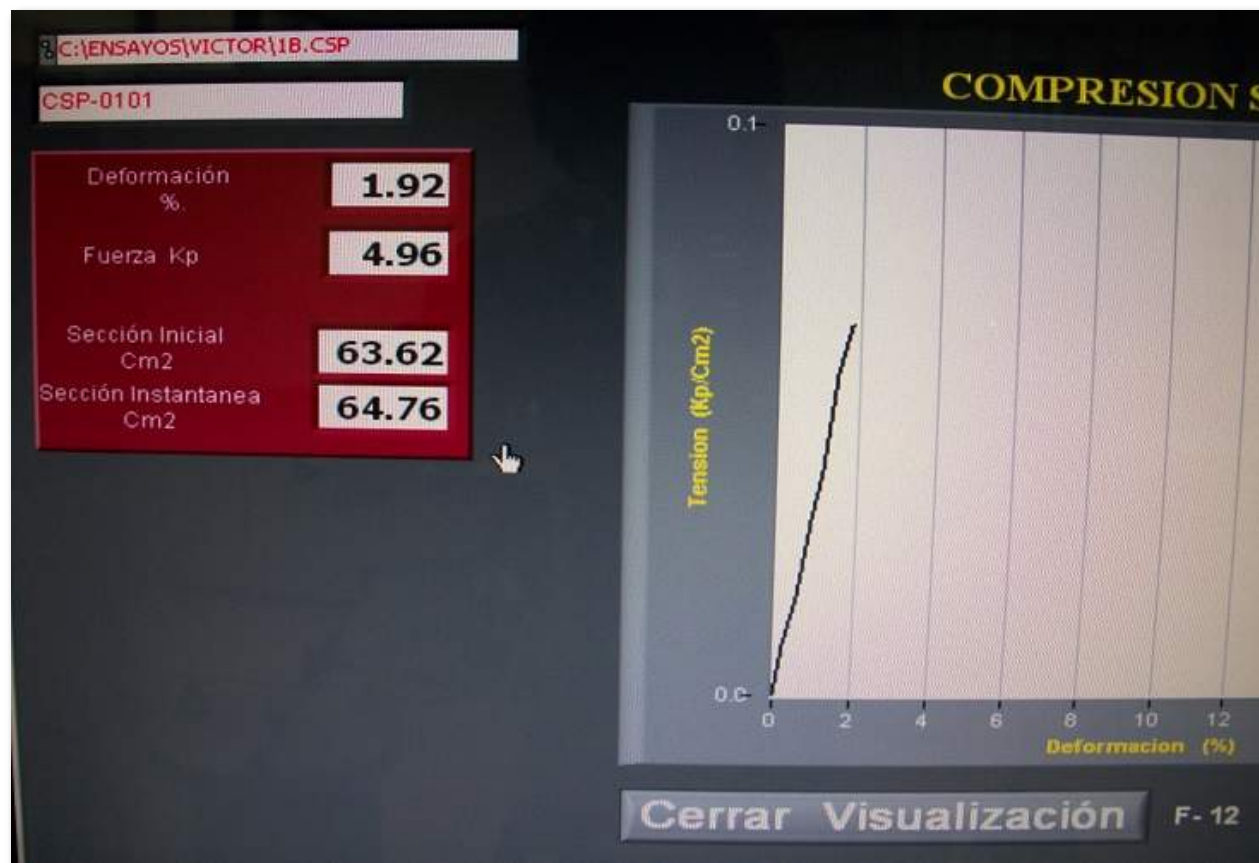 C:\ENSAYOS\VICTOR\1B.CSP
CSP-0101
Deformación
%.
1.92
Fuerza Kp
4.96
Sección Inicial
Cm2
63.62
Sección Instantanea
Cm2
64.76
COMPRESION S
0.1
Tension (Kp/Cm2)
0.0
0 2 4 6 8 10 12
Deformacion (%)
Cerrar Visualización
F- 12